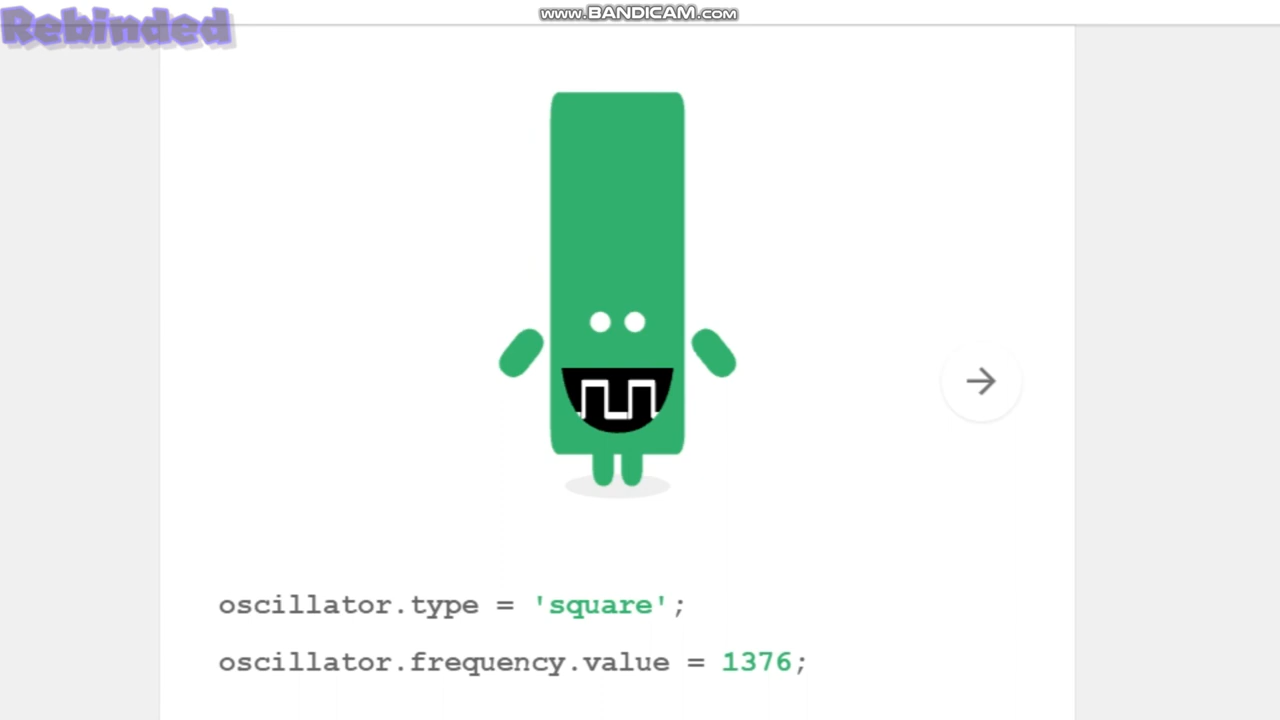 Rebinded
www.BANDICAM.com
oscillator.type = 'square';
oscillator.frequency.value = 1376;